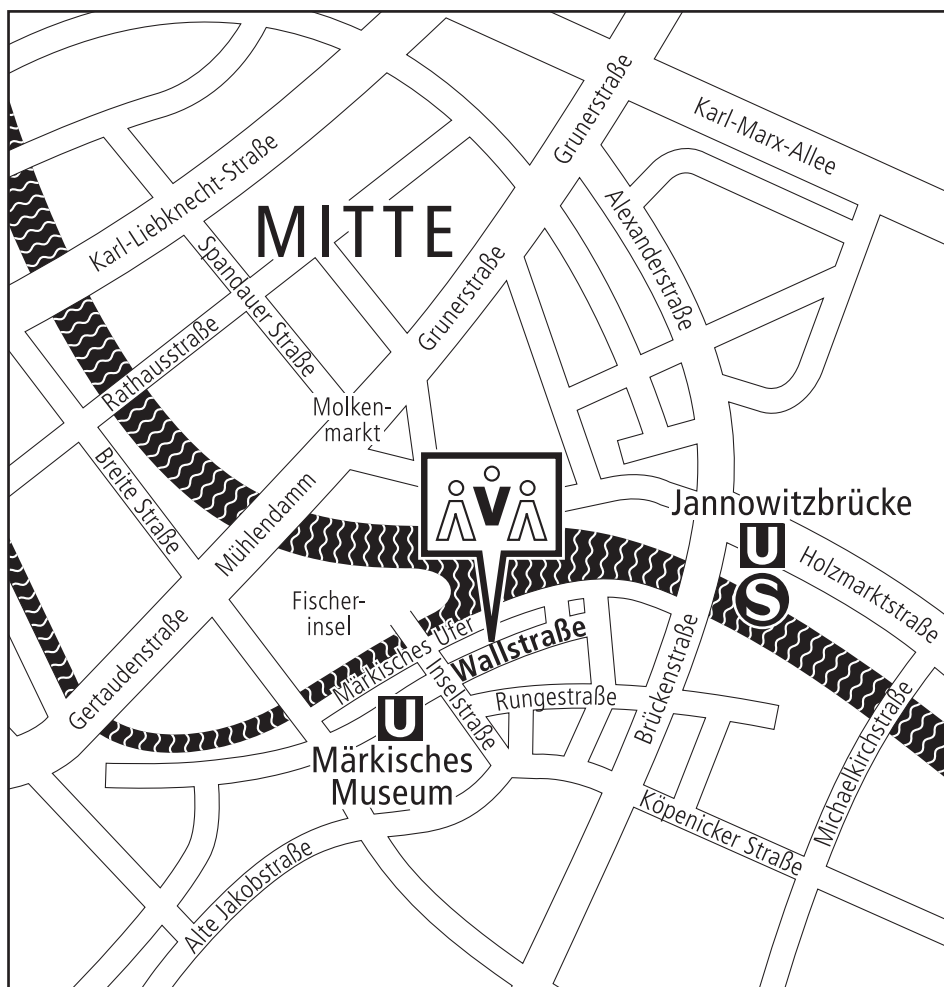 Grunerstraße
Karl-Marx-Allee
Karl-Liebknecht-Straße
MITTE
Alexanderstraße
Spandauer Straße
Grunerstraße
Rathausstraße
Molken-
markt
Breite Straße
Mühlendamm
V
Jannowitzbrücke
U
S
Holzmarktstraße
Fischer-
insel
Märkisches Ufer
Wallstraße
Gertaudenstraße
Inselstraße
Rungestraße
Brückenstraße
U
Märkisches
Museum
Michaelkirchstraße
Köpenicker Straße
Alte Jakobstraße